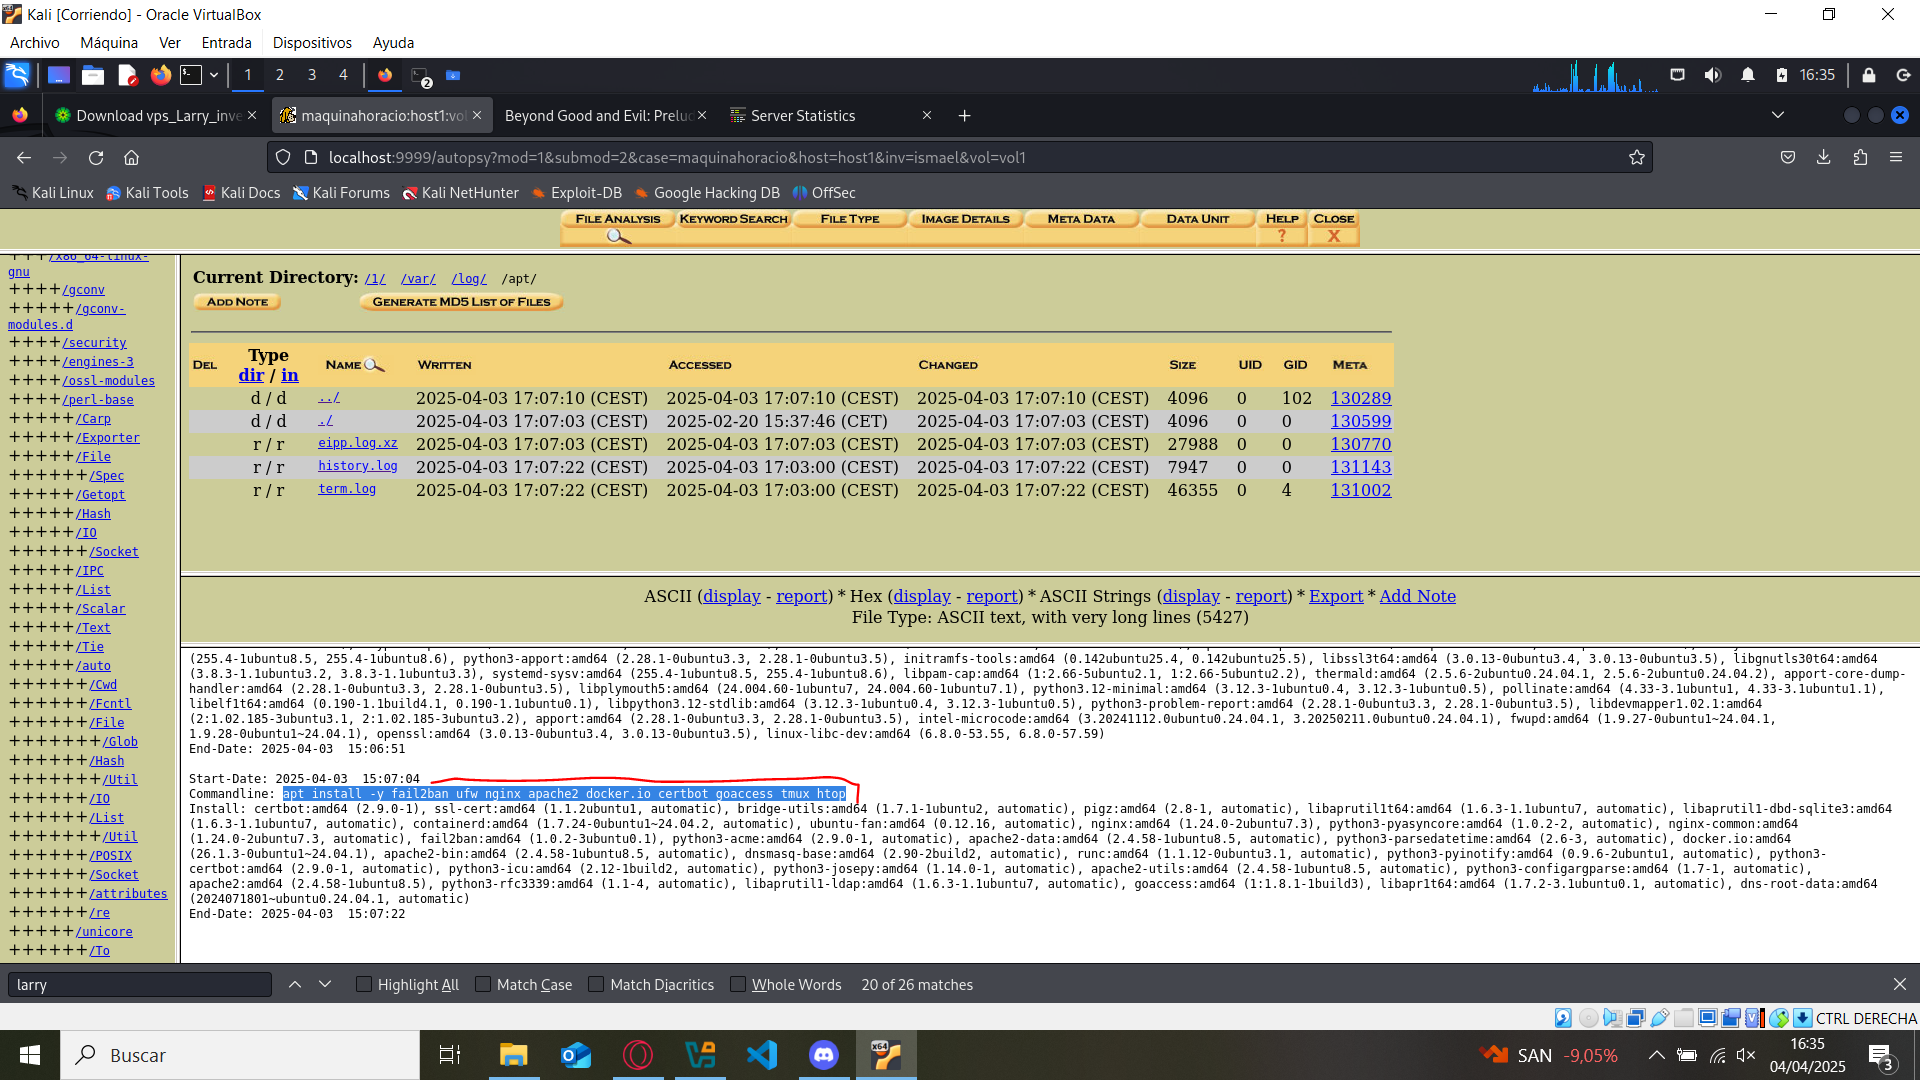 Kali [Corriendo] - Oracle VirtualBox
Archivo Máquina Ver Entrada Dispositivos Ayuda
1 2 3 4 2 16:35
Download vps_Larry_inve maquinahoracio:host1:vol Beyond Good and Evil: Prelud Server Statistics
localhost:9999/autopsy?mod=1&submod=2&case=maquinahoracio&host=host1&inv=ismael&vol=vol1
Kali Linux Kali Tools Kali Docs Kali Forums Kali NetHunter Exploit-DB Google Hacking DB OffSec
FILE ANALYSIS KEYWORD SEARCH FILE TYPE IMAGE DETAILS META DATA DATA UNIT HELP CLOSE
? X
++++/x86_64-linux-
gnu
++++/gconv
+++++/gconv-
modules.d
++++/security
++++/engines-3
++++/ossl-modules
++++/perl-base
+++++/Carp
+++++/Exporter
+++++/File
++++++/Spec
+++++/Getopt
+++++/Hash
+++++/IO
++++++/Socket
+++++/IPC
+++++/List
+++++/Scalar
+++++/Text
+++++/Tie
+++++/auto
++++++/Cwd
++++++/Fcntl
++++++/File
+++++++/Glob
++++++/Hash
+++++++/Util
++++++/IO
++++++/List
+++++++/Util
++++++/POSIX
++++++/Socket
++++++/attributes
++++++/re
+++++/unicore
++++++/To
Current Directory: /1/ /var/ /log/ /apt/
ADD NOTE GENERATE MD5 LIST OF FILES
DEL Type dir / in NAME WRITTEN ACCESSED CHANGED SIZE UID GID META
d / d ../ 2025-04-03 17:07:10 (CEST) 2025-04-03 17:07:10 (CEST) 2025-04-03 17:07:10 (CEST) 4096 0 102 130289
d / d ./ 2025-04-03 17:07:03 (CEST) 2025-02-20 15:37:46 (CET) 2025-04-03 17:07:03 (CEST) 4096 0 0 130599
r / r eipp.log.xz 2025-04-03 17:07:03 (CEST) 2025-04-03 17:07:03 (CEST) 2025-04-03 17:07:03 (CEST) 27988 0 0 130770
r / r history.log 2025-04-03 17:07:22 (CEST) 2025-04-03 17:03:00 (CEST) 2025-04-03 17:07:22 (CEST) 7947 0 0 131143
r / r term.log 2025-04-03 17:07:22 (CEST) 2025-04-03 17:03:00 (CEST) 2025-04-03 17:07:22 (CEST) 46355 0 4 131002
ASCII (display - report) * Hex (display - report) * ASCII Strings (display - report) * Export * Add Note
File Type: ASCII text, with very long lines (5427)
(255.4-1ubuntu8.5, 255.4-1ubuntu8.6), python3-apport:amd64 (2.28.1-0ubuntu3.3, 2.28.1-0ubuntu3.5), initramfs-tools:amd64 (0.142ubuntu25.4, 0.142ubuntu25.5), libssl3t64:amd64 (3.0.13-0ubuntu3.4, 3.0.13-0ubuntu3.5), libgnutls30t64:amd64
(3.8.3-1.1ubuntu3.2, 3.8.3-1.1ubuntu3.3), systemd-sysv:amd64 (255.4-1ubuntu8.5, 255.4-1ubuntu8.6), libpam-cap:amd64 (1:2.66-5ubuntu2.1, 1:2.66-5ubuntu2.2), thermald:amd64 (2.5.6-2ubuntu0.24.04.1, 2.5.6-2ubuntu0.24.04.2), apport-core-dump-
handler:amd64 (2.28.1-0ubuntu3.3, 2.28.1-0ubuntu3.5), libplymouth5:amd64 (24.004.60-1ubuntu7, 24.004.60-1ubuntu7.1), python3.12-minimal:amd64 (3.12.3-1ubuntu0.4, 3.12.3-1ubuntu0.5), pollinate:amd64 (4.33-3.1ubuntu1, 4.33-3.1ubuntu1.1),
libelf1t64:amd64 (0.190-1.1build4.1, 0.190-1.1ubuntu0.1), libpython3.12-stdlib:amd64 (3.12.3-1ubuntu0.4, 3.12.3-1ubuntu0.5), python3-problem-report:amd64 (2.28.1-0ubuntu3.3, 2.28.1-0ubuntu3.5), libdevmapper1.02.1:amd64
(2:1.02.185-3ubuntu3.1, 2:1.02.185-3ubuntu3.2), apport:amd64 (2.28.1-0ubuntu3.3, 2.28.1-0ubuntu3.5), intel-microcode:amd64 (3.20241112.0ubuntu0.24.04.1, 3.20250211.0ubuntu0.24.04.1), fwupd:amd64 (1.9.27-0ubuntu1~24.04.1,
1.9.28-0ubuntu1~24.04.1), openssl:amd64 (3.0.13-0ubuntu3.4, 3.0.13-0ubuntu3.5), linux-libc-dev:amd64 (6.8.0-53.55, 6.8.0-57.59)
End-Date: 2025-04-03 15:06:51
Start-Date: 2025-04-03 15:07:04
Commandline: apt install -y fail2ban ufw nginx apache2 docker.io certbot goaccess tmux htop
Install: certbot:amd64 (2.9.0-1), ssl-cert:amd64 (1.1.2ubuntu1, automatic), bridge-utils:amd64 (1.7.1-1ubuntu2, automatic), pigz:amd64 (2.8-1, automatic), libaprutil1t64:amd64 (1.6.3-1.1ubuntu7, automatic), libaprutil1-dbd-sqlite3:amd64
(1.6.3-1.1ubuntu7, automatic), containerd:amd64 (1.7.24-0ubuntu1~24.04.2, automatic), ubuntu-fan:amd64 (0.12.16, automatic), nginx:amd64 (1.24.0-2ubuntu7.3), python3-pyasyncore:amd64 (1.0.2-2, automatic), nginx-common:amd64
(1.24.0-2ubuntu7.3, automatic), fail2ban:amd64 (1.0.2-3ubuntu0.1), python3-acme:amd64 (2.9.0-1, automatic), apache2-data:amd64 (2.4.58-1ubuntu8.5, automatic), python3-parsedatetime:amd64 (2.6-3, automatic), docker.io:amd64
(26.1.3-0ubuntu1~24.04.1), apache2-bin:amd64 (2.4.58-1ubuntu8.5, automatic), dnsmasq-base:amd64 (2.90-2build2, automatic), runc:amd64 (1.1.12-0ubuntu3.1, automatic), python3-pyinotify:amd64 (0.9.6-2ubuntu1, automatic), python3-
certbot:amd64 (2.9.0-1, automatic), python3-icu:amd64 (2.12-1build2, automatic), python3-josepy:amd64 (1.14.0-1, automatic), apache2-utils:amd64 (2.4.58-1ubuntu8.5, automatic), python3-configargparse:amd64 (1.7-1, automatic),
apache2:amd64 (2.4.58-1ubuntu8.5), python3-rfc3339:amd64 (1.1-4, automatic), libaprutil1-ldap:amd64 (1.6.3-1.1ubuntu7, automatic), goaccess:amd64 (1:1.8.1-1build3), libapr1t64:amd64 (1.7.2-3.1ubuntu0.1, automatic), dns-root-data:amd64
(2024071801~ubuntu0.24.04.1, automatic)
End-Date: 2025-04-03 15:07:22
larry Highlight All Match Case Match Diacritics Whole Words 20 of 26 matches
CTRL DERECHA
Buscar x64 SAN -9,05% 16:35
04/04/2025 3